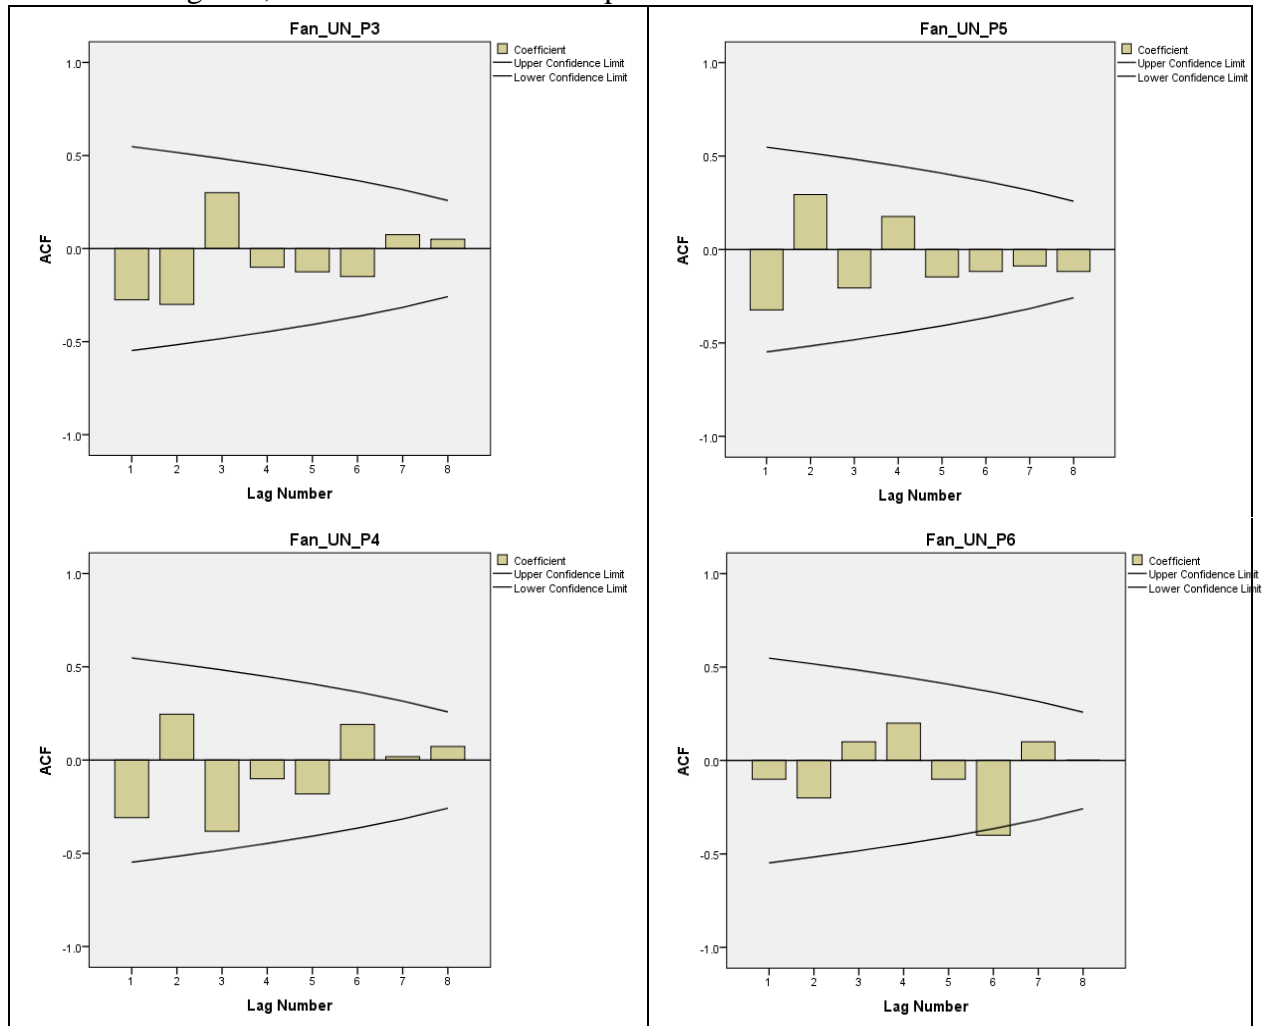 Fan_UN_P3
Coefficient
Upper Confidence Limit
Lower Confidence Limit
1.0
0.5
0.0
-0.5
-1.0
ACF
1 2 3 4 5 6 7 8
Lag Number
Fan_UN_P5
Coefficient
Upper Confidence Limit
Lower Confidence Limit
1.0
0.5
0.0
-0.5
-1.0
ACF
1 2 3 4 5 6 7 8
Lag Number
Fan_UN_P4
Coefficient
Upper Confidence Limit
Lower Confidence Limit
1.0
0.5
0.0
-0.5
-1.0
ACF
1 2 3 4 5 6 7 8
Lag Number
Fan_UN_P6
Coefficient
Upper Confidence Limit
Lower Confidence Limit
1.0
0.5
0.0
-0.5
-1.0
ACF
1 2 3 4 5 6 7 8
Lag Number